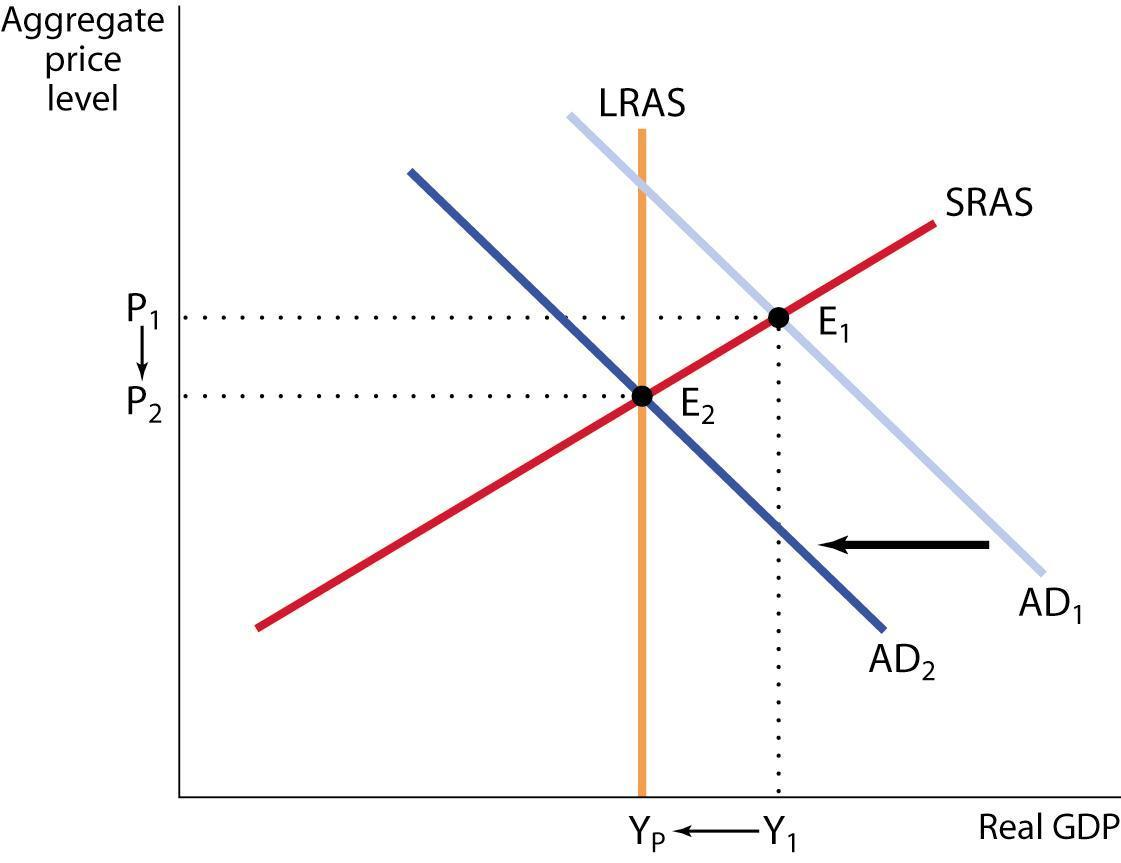 Aggregate
price
level
LRAS
SRAS
P₁
E₁
P₂
E₂
AD₁
AD₂
Yₚ
Y₁
Real GDP